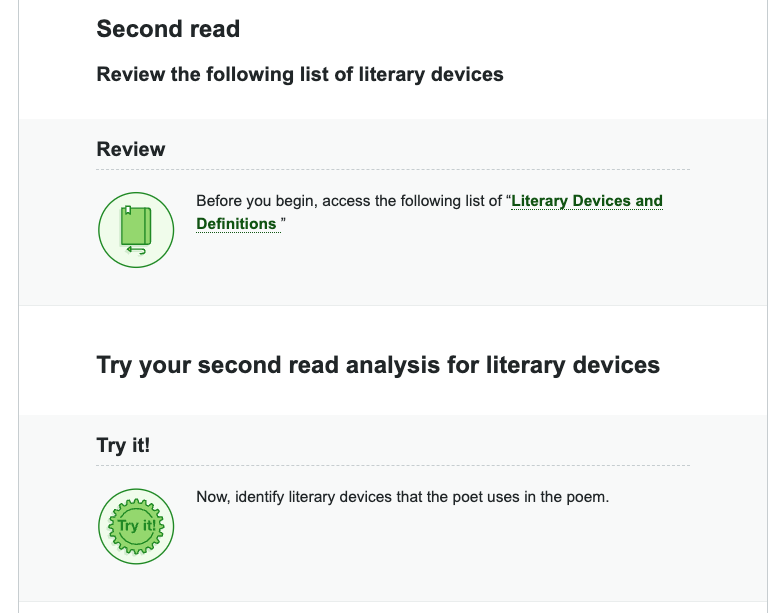 Second read
Review the following list of literary devices
Review
Before you begin, access the following list of “Literary Devices and
Definitions ”
Try your second read analysis for literary devices
Try it!
Try it!
Now, identify literary devices that the poet uses in the poem.